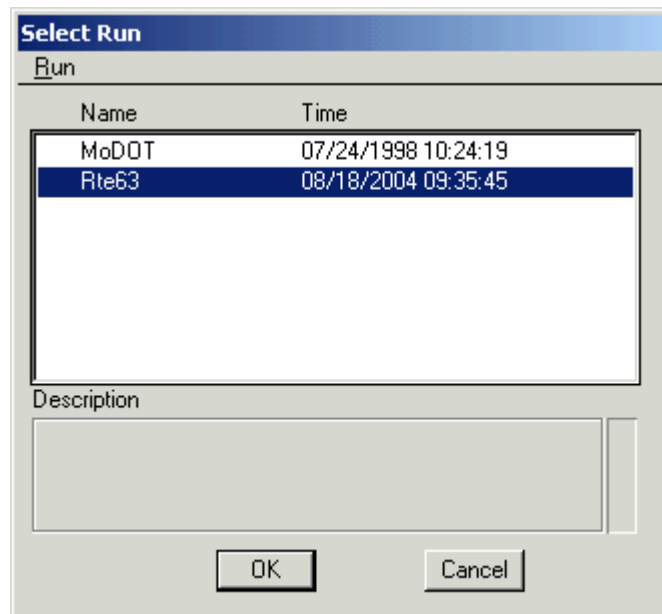 Select Run
Run
Name Time
MoDOT 07/24/1998 10:24:19
Rte63 08/18/2004 09:35:45
Description
OK Cancel